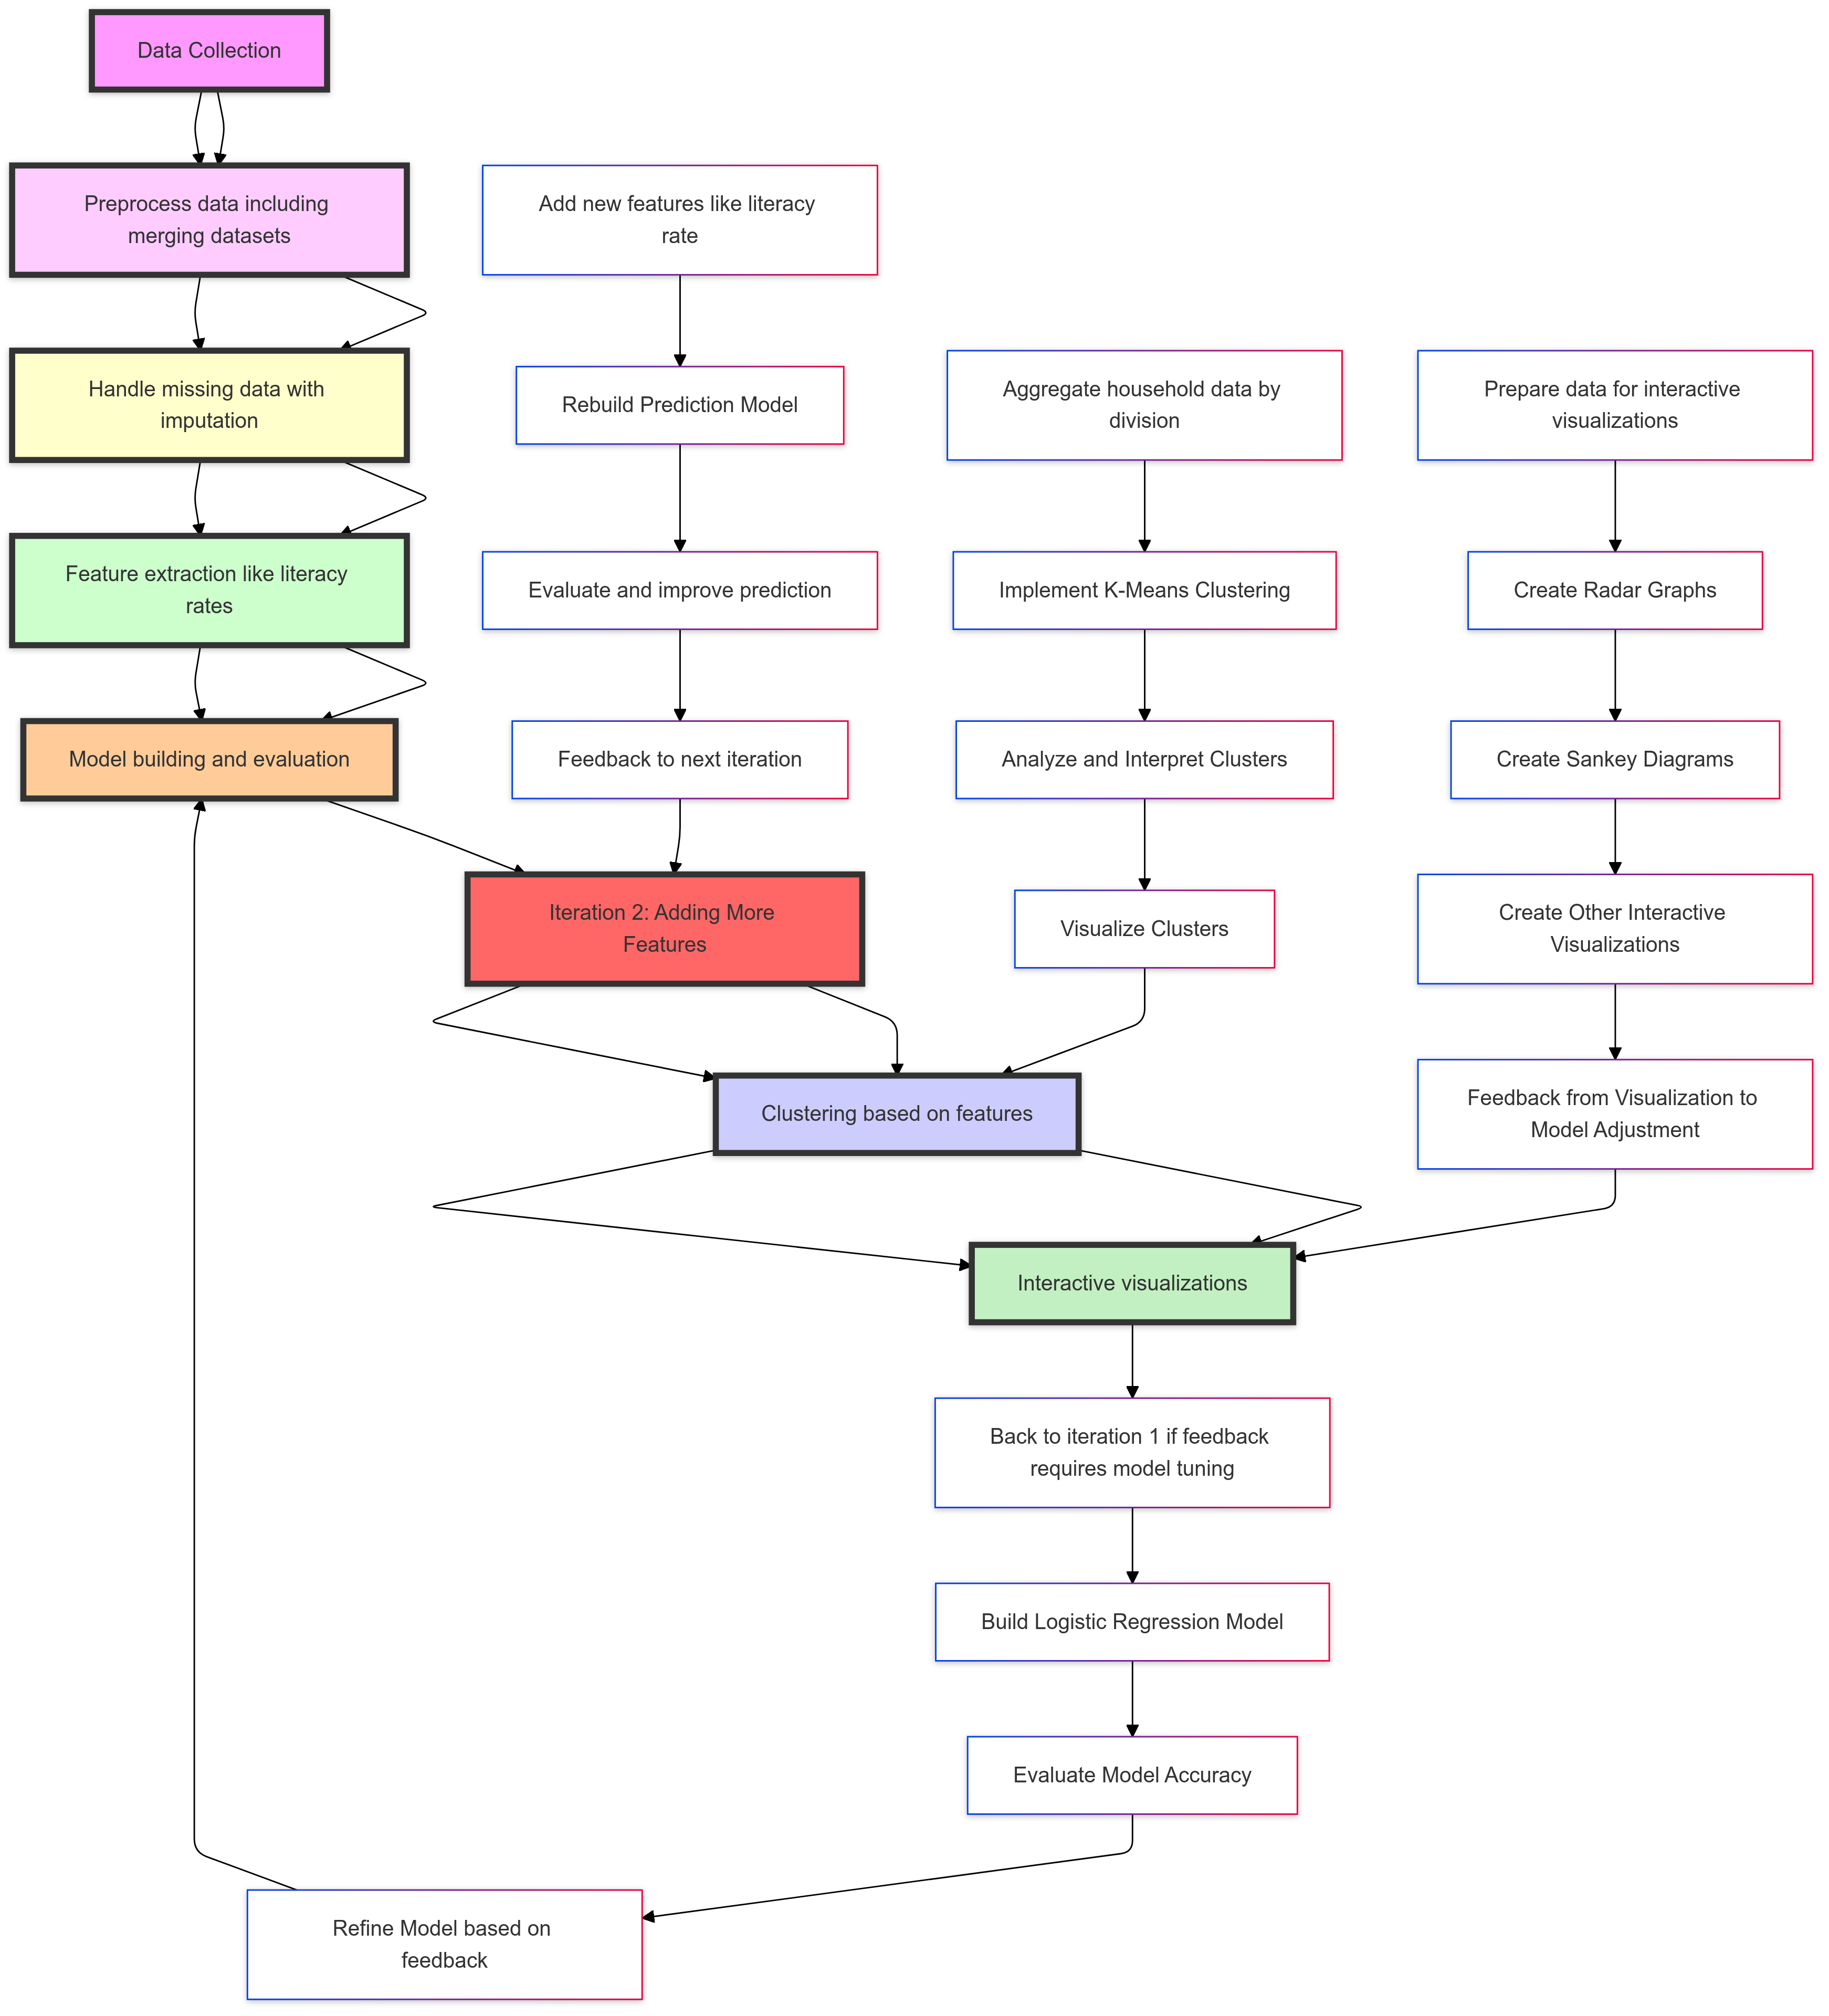 Data Collection
Preprocess data including
merging datasets
Add new features like literacy
rate
Handle missing data with
imputation
Rebuild Prediction Model
Aggregate household data by
division
Prepare data for interactive
visualizations
Feature extraction like literacy
rates
Evaluate and improve prediction
Implement K-Means Clustering
Create Radar Graphs
Model building and evaluation
Feedback to next iteration
Analyze and Interpret Clusters
Create Sankey Diagrams
Iteration 2: Adding More
Features
Visualize Clusters
Create Other Interactive
Visualizations
Clustering based on features
Feedback from Visualization to
Model Adjustment
Interactive visualizations
Back to iteration 1 if feedback
requires model tuning
Build Logistic Regression Model
Evaluate Model Accuracy
Refine Model based on
feedback